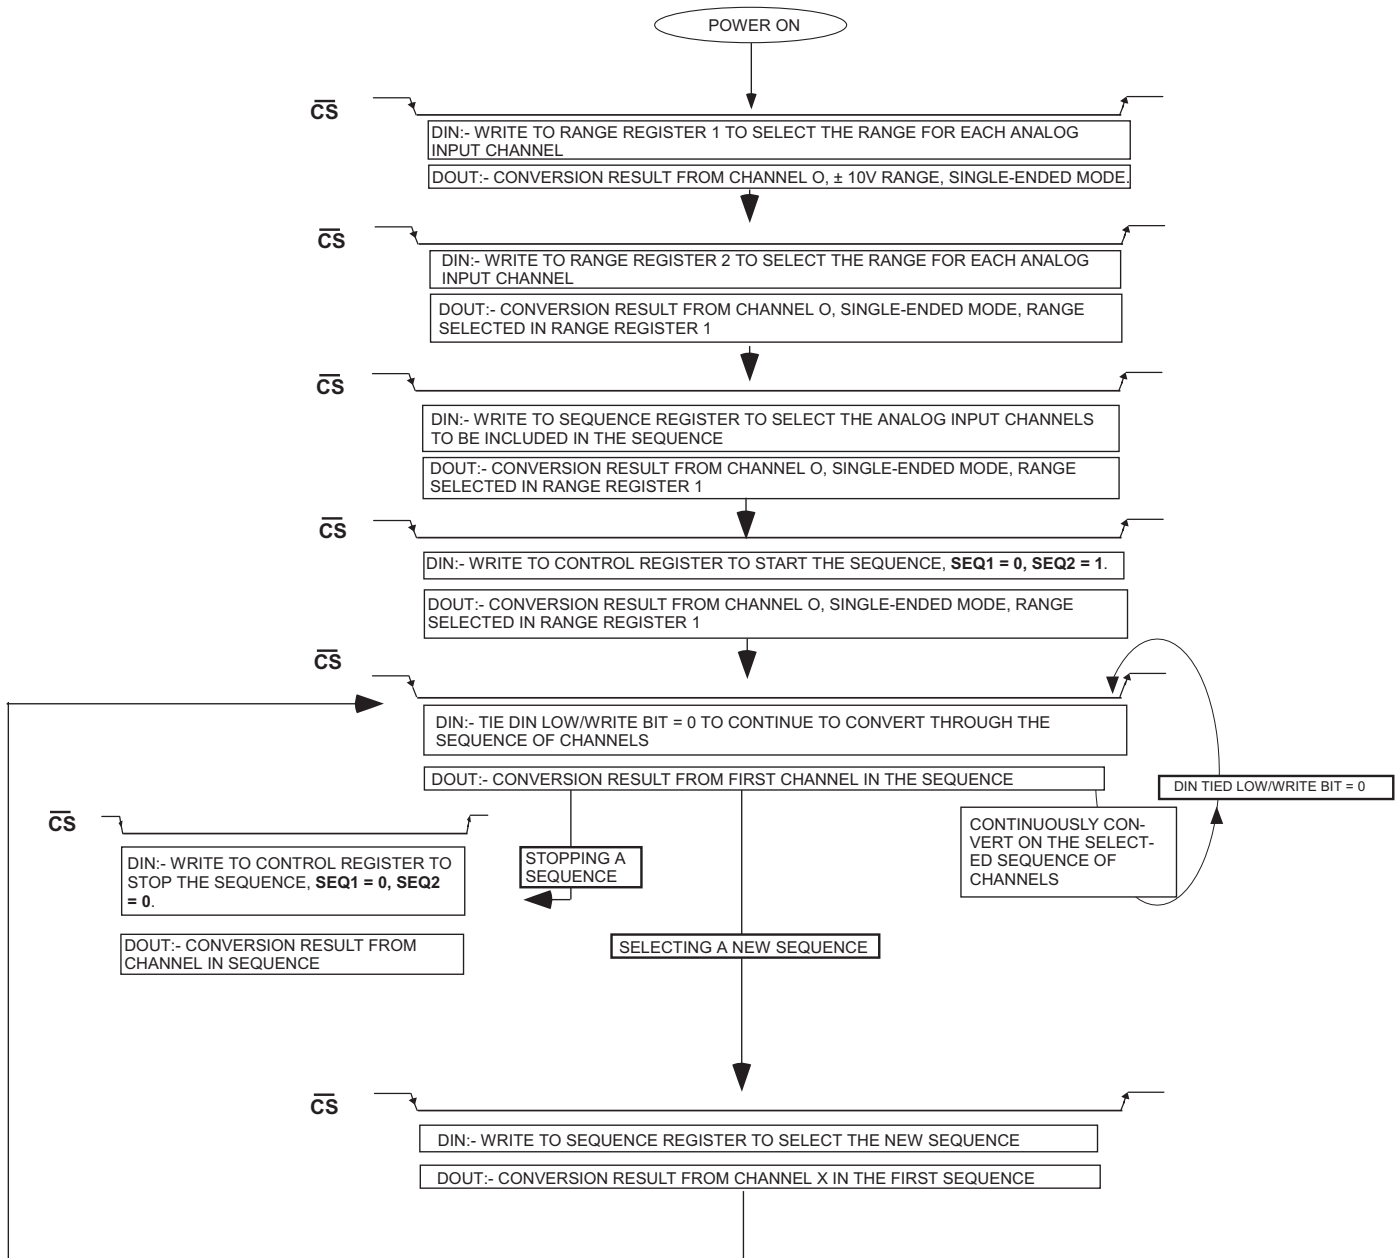 POWER ON
CS
DIN:- WRITE TO RANGE REGISTER 1 TO SELECT THE RANGE FOR EACH ANALOG
INPUT CHANNEL
DOUT:- CONVERSION RESULT FROM CHANNEL O, ± 10V RANGE, SINGLE-ENDED MODE.
CS
DIN:- WRITE TO RANGE REGISTER 2 TO SELECT THE RANGE FOR EACH ANALOG
INPUT CHANNEL
DOUT:- CONVERSION RESULT FROM CHANNEL O, SINGLE-ENDED MODE, RANGE
SELECTED IN RANGE REGISTER 1
CS
DIN:- WRITE TO SEQUENCE REGISTER TO SELECT THE ANALOG INPUT CHANNELS
TO BE INCLUDED IN THE SEQUENCE
DOUT:- CONVERSION RESULT FROM CHANNEL O, SINGLE-ENDED MODE, RANGE
SELECTED IN RANGE REGISTER 1
CS
DIN:- WRITE TO CONTROL REGISTER TO START THE SEQUENCE, SEQ1 = 0, SEQ2 = 1.
DOUT:- CONVERSION RESULT FROM CHANNEL O, SINGLE-ENDED MODE, RANGE
SELECTED IN RANGE REGISTER 1
CS
DIN:- TIE DIN LOW/WRITE BIT = 0 TO CONTINUE TO CONVERT THROUGH THE
SEQUENCE OF CHANNELS
DOUT:- CONVERSION RESULT FROM FIRST CHANNEL IN THE SEQUENCE
DIN TIED LOW/WRITE BIT = 0
CONTINUOUSLY CON-
VERT ON THE SELECT-
ED SEQUENCE OF
CHANNELS
CS
DIN:- WRITE TO CONTROL REGISTER TO
STOP THE SEQUENCE, SEQ1 = 0, SEQ2
= 0.
DOUT:- CONVERSION RESULT FROM
CHANNEL IN SEQUENCE
STOPPING A
SEQUENCE
SELECTING A NEW SEQUENCE
CS
DIN:- WRITE TO SEQUENCE REGISTER TO SELECT THE NEW SEQUENCE
DOUT:- CONVERSION RESULT FROM CHANNEL X IN THE FIRST SEQUENCE